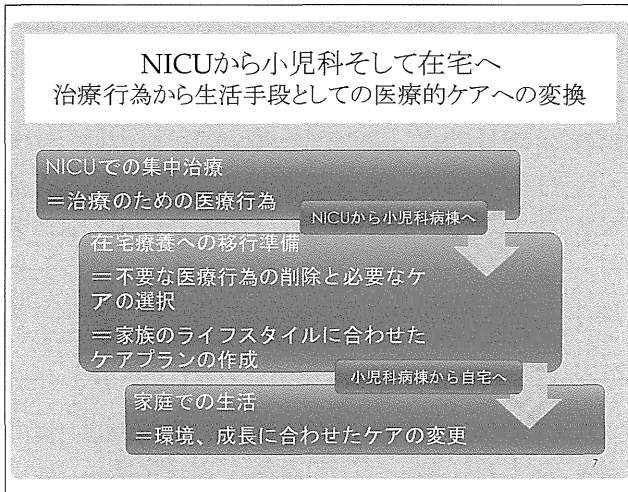 NICUから小児科そして在宅へ
治療行為から生活手段としての医療的ケアへの変換
NICUでの集中治療
＝治療のための医療行為
NICUから小児科病棟へ
在宅療養への移行準備
＝不要な医療行為の削除と必要なケ
アの選択
＝家族のライフスタイルに合わせた
ケアプランの作成
小児科病棟から自宅へ
家庭での生活
＝環境、成長に合わせたケアの変更
7